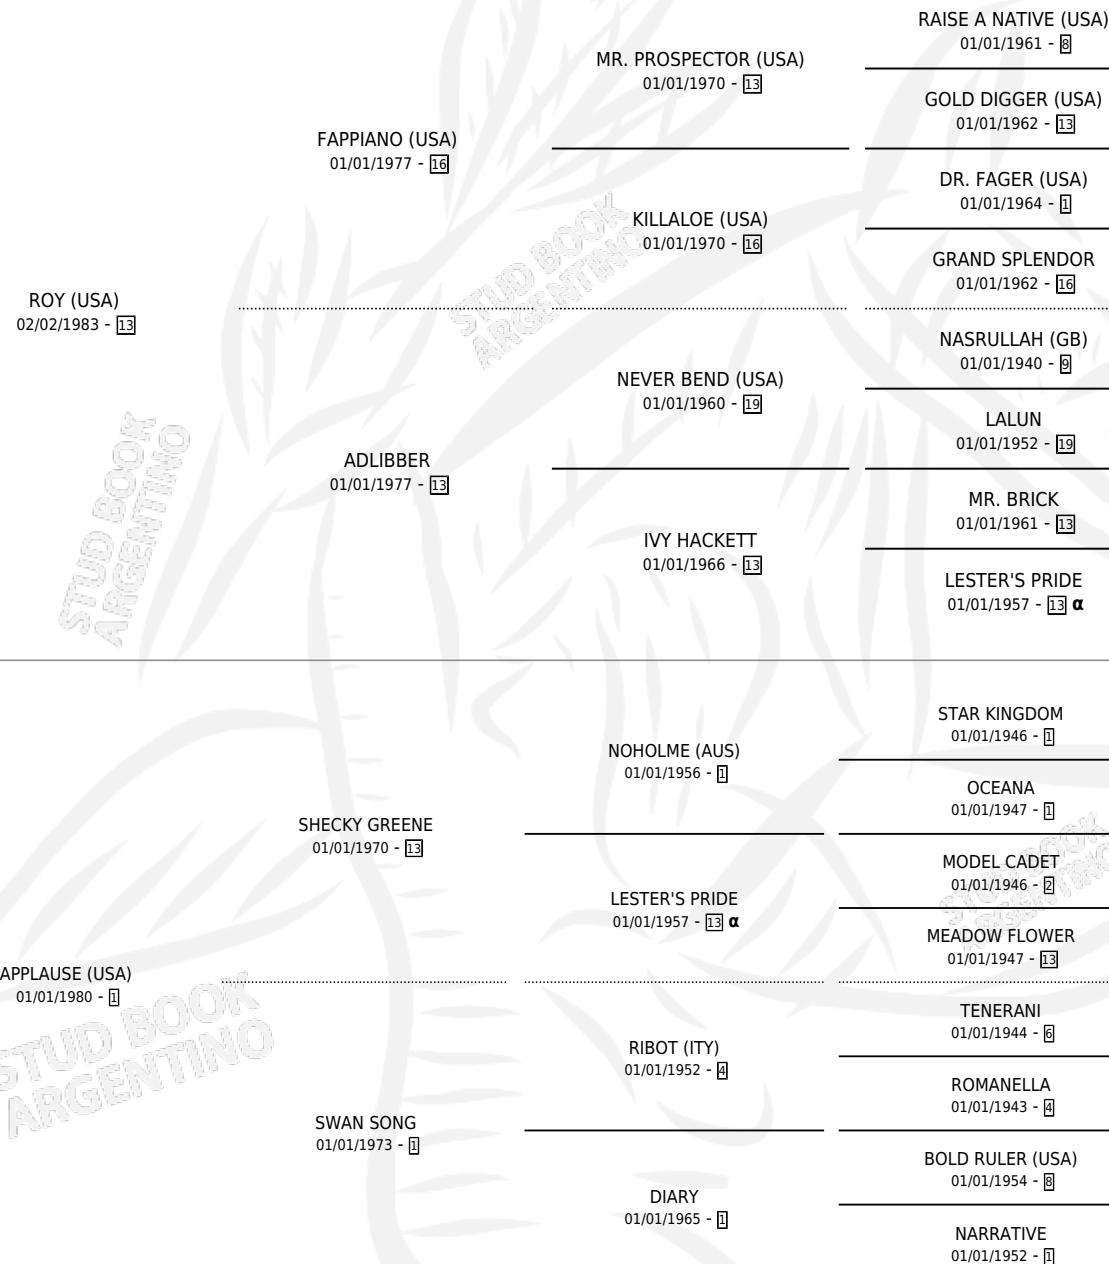 RAISE A NATIVE (USA)
01/01/1961 - 8
MR. PROSPECTOR (USA)
01/01/1970 - 13
GOLD DIGGER (USA)
01/01/1962 - 13
FAPPIANO (USA)
01/01/1977 - 16
DR. FAGER (USA)
01/01/1964 - 1
KILLALOE (USA)
01/01/1970 - 16
GRAND SPLENDOR
01/01/1962 - 16
ROY (USA)
02/02/1983 - 13
NASRULLAH (GB)
01/01/1940 - 9
NEVER BEND (USA)
01/01/1960 - 19
LALUN
01/01/1952 - 19
ADLIBBER
01/01/1977 - 13
MR. BRICK
01/01/1961 - 13
IVY HACKETT
01/01/1966 - 13
LESTER'S PRIDE
01/01/1957 - 13 α
STAR KINGDOM
01/01/1946 - 1
NOHOLME (AUS)
01/01/1956 - 1
OCEANA
01/01/1947 - 1
SHECKY GREENE
01/01/1970 - 13
MODEL CADET
01/01/1946 - 2
LESTER'S PRIDE
01/01/1957 - 13 α
MEADOW FLOWER
01/01/1947 - 13
APPLAUSE (USA)
01/01/1980 - 1
TENERANI
01/01/1944 - 6
RIBOT (ITY)
01/01/1952 - 4
ROMANELLA
01/01/1943 - 4
SWAN SONG
01/01/1973 - 1
BOLD RULER (USA)
01/01/1954 - 8
DIARY
01/01/1965 - 1
NARRATIVE
01/01/1952 - 1
STUD BOOK
ARGENTINO
STUD BOOK
ARGENTINO
STUD BOOK
ARGENTINO
STUD BOOK
ARGENTINO